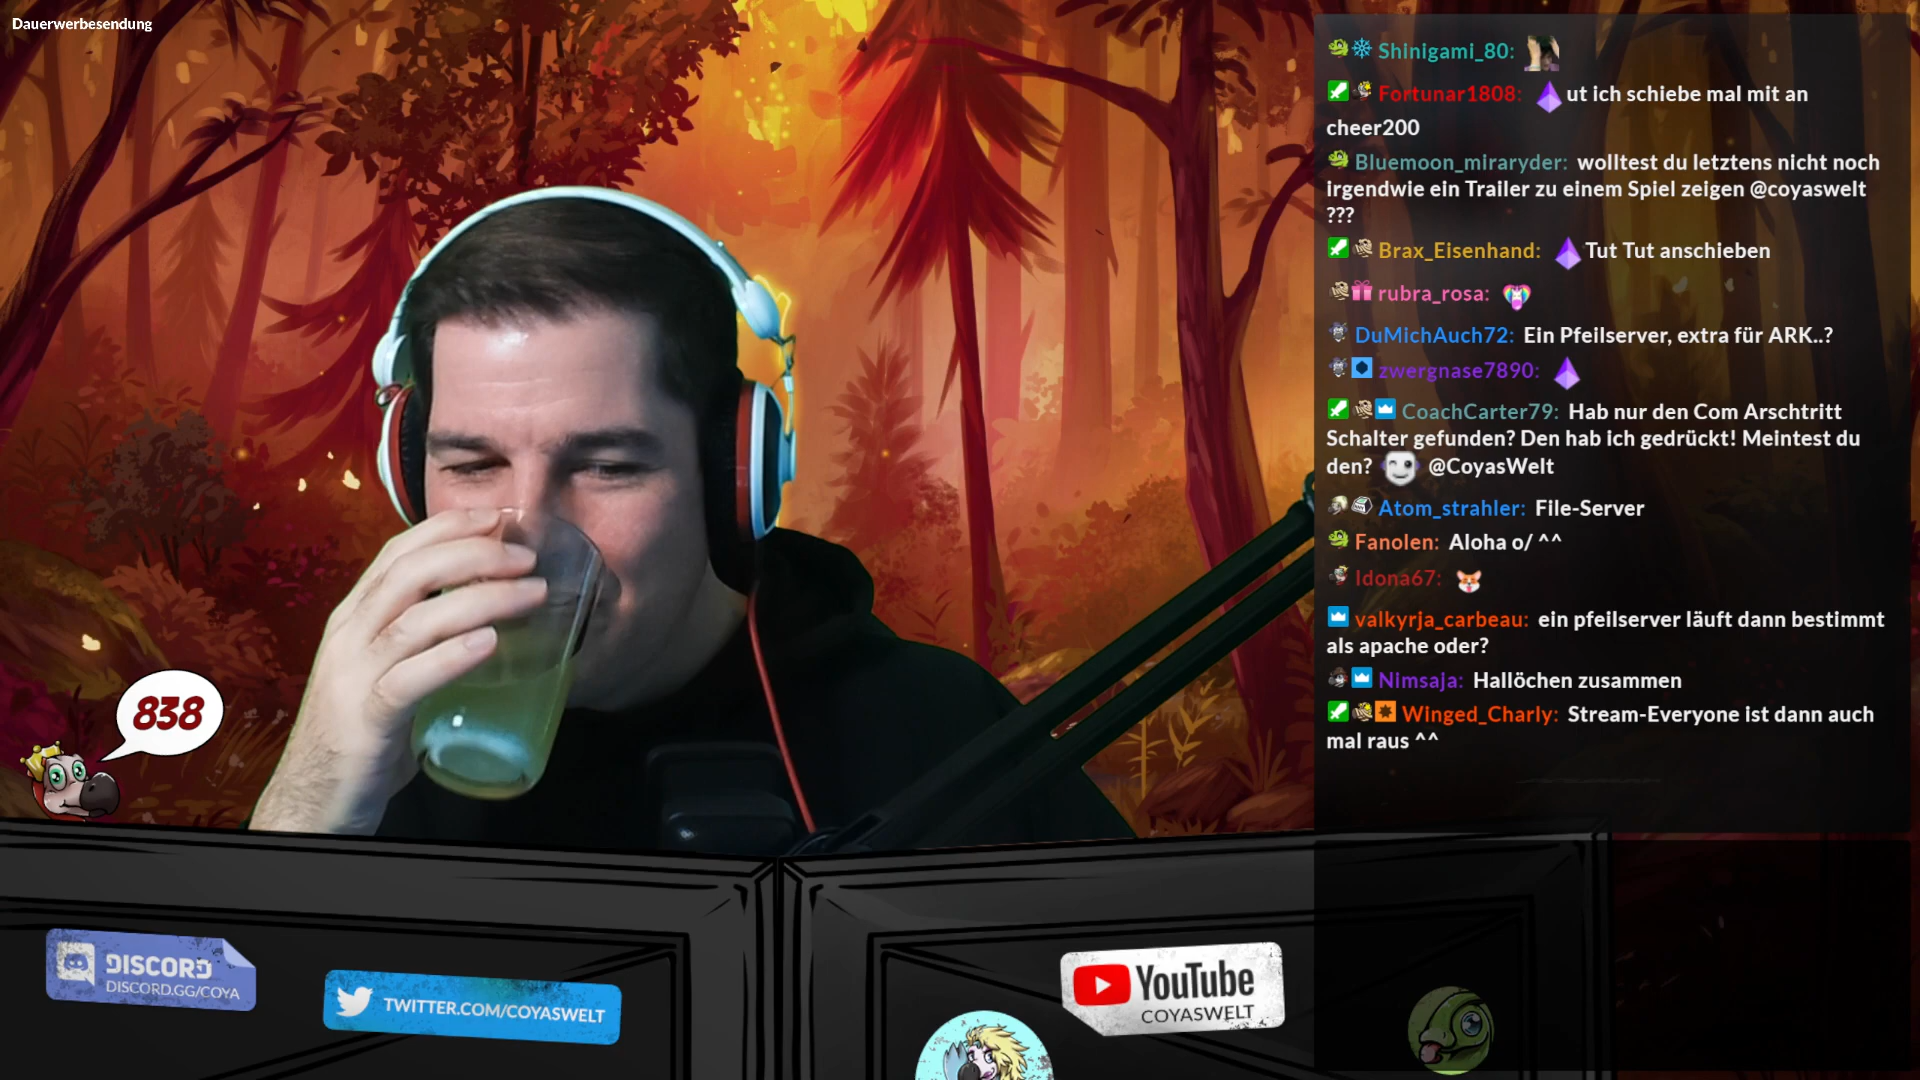 Dauerwerbesendung
Shinigami_80:
Fortunar1808: ut ich schiebe mal mit an
cheer200
Bluemoon_miraryder: wolltest du letztens nicht noch
irgendwie ein Trailer zu einem Spiel zeigen @coyaswelt
???
Brax_Eisenhand: Tut Tut anschieben
rubra_rosa:
DuMichAuch72: Ein Pfeilserver, extra für ARK..?
zwergnase7890:
CoachCarter79: Hab nur den Com Arschtritt
Schalter gefunden? Den hab ich gedrückt! Meintest du
den? @CoyasWelt
Atom_strahler: File-Server
Fanolen: Aloha o/ ^^
Idona67:
valkyrja_carbeau: ein pfeilserver läuft dann bestimmt
als apache oder?
Nimsaja: Hallöchen zusammen
Winged_Charly: Stream-Everyone ist dann auch
mal raus ^^
838
DISCORD
DISCORD.GG/COYA
TWITTER.COM/COYASWELT
YouTube
COYASWELT